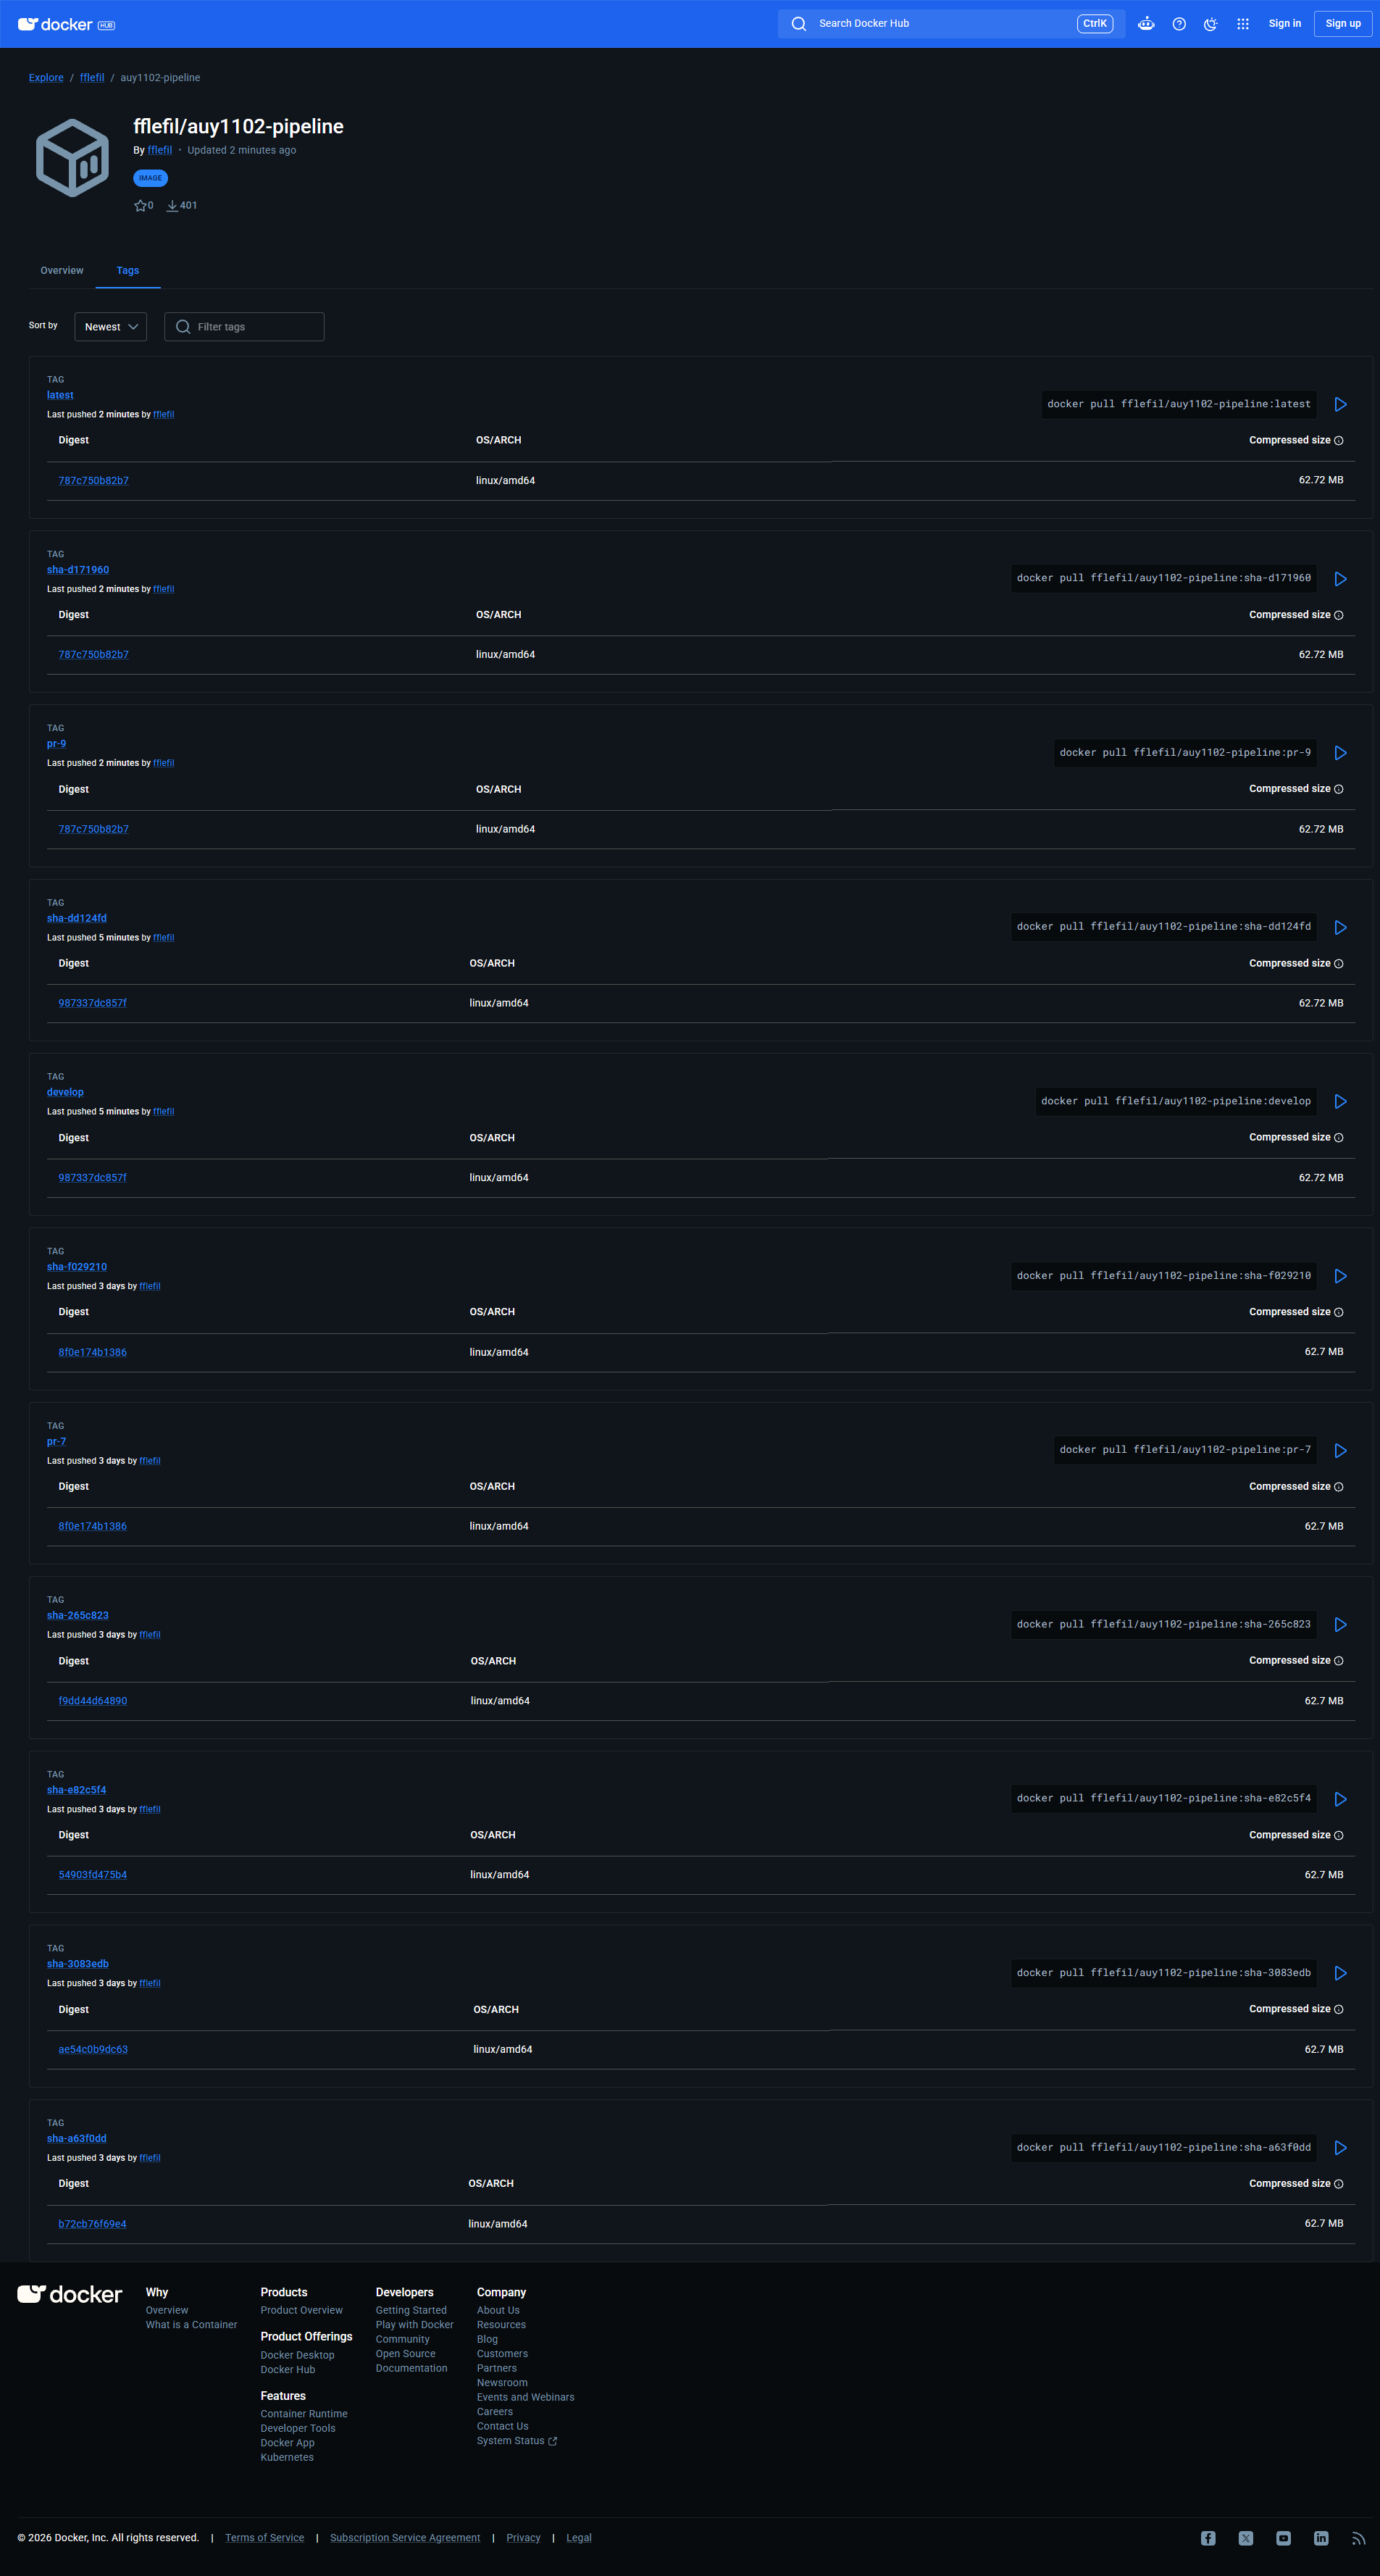 docker HUB
Search Docker Hub
CtrlK
Sign in
Sign up
Explore / fflefil / auy1102-pipeline
fflefil/auy1102-pipeline
By fflefil · Updated 2 minutes ago
IMAGE
0 401
Overview
Tags
Sort by
Newest
Filter tags
TAG
latest
Last pushed 2 minutes by fflefil
docker pull fflefil/auy1102-pipeline:latest
Digest OS/ARCH Compressed size
787c750b82b7 linux/amd64 62.72 MB
TAG
sha-d171960
Last pushed 2 minutes by fflefil
docker pull fflefil/auy1102-pipeline:sha-d171960
Digest OS/ARCH Compressed size
787c750b82b7 linux/amd64 62.72 MB
TAG
pr-9
Last pushed 2 minutes by fflefil
docker pull fflefil/auy1102-pipeline:pr-9
Digest OS/ARCH Compressed size
787c750b82b7 linux/amd64 62.72 MB
TAG
sha-dd124fd
Last pushed 5 minutes by fflefil
docker pull fflefil/auy1102-pipeline:sha-dd124fd
Digest OS/ARCH Compressed size
987337dc857f linux/amd64 62.72 MB
TAG
develop
Last pushed 5 minutes by fflefil
docker pull fflefil/auy1102-pipeline:develop
Digest OS/ARCH Compressed size
987337dc857f linux/amd64 62.72 MB
TAG
sha-f029210
Last pushed 3 days by fflefil
docker pull fflefil/auy1102-pipeline:sha-f029210
Digest OS/ARCH Compressed size
8f0e174b1386 linux/amd64 62.7 MB
TAG
pr-7
Last pushed 3 days by fflefil
docker pull fflefil/auy1102-pipeline:pr-7
Digest OS/ARCH Compressed size
8f0e174b1386 linux/amd64 62.7 MB
TAG
sha-265c823
Last pushed 3 days by fflefil
docker pull fflefil/auy1102-pipeline:sha-265c823
Digest OS/ARCH Compressed size
f9dd44d64890 linux/amd64 62.7 MB
TAG
sha-e82c5f4
Last pushed 3 days by fflefil
docker pull fflefil/auy1102-pipeline:sha-e82c5f4
Digest OS/ARCH Compressed size
54903fd475b4 linux/amd64 62.7 MB
TAG
sha-3083edb
Last pushed 3 days by fflefil
docker pull fflefil/auy1102-pipeline:sha-3083edb
Digest OS/ARCH Compressed size
ae54c0b9dc63 linux/amd64 62.7 MB
TAG
sha-a63f0dd
Last pushed 3 days by fflefil
docker pull fflefil/auy1102-pipeline:sha-a63f0dd
Digest OS/ARCH Compressed size
b72cb76f69e4 linux/amd64 62.7 MB
docker
Why
Overview
What is a Container
Products
Product Overview
Product Offerings
Docker Desktop
Docker Hub
Features
Container Runtime
Developer Tools
Docker App
Kubernetes
Developers
Getting Started
Play with Docker
Community
Open Source
Documentation
Company
About Us
Resources
Blog
Customers
Partners
Newsroom
Events and Webinars
Careers
Contact Us
System Status
© 2026 Docker, Inc. All rights reserved. | Terms of Service | Subscription Service Agreement | Privacy | Legal